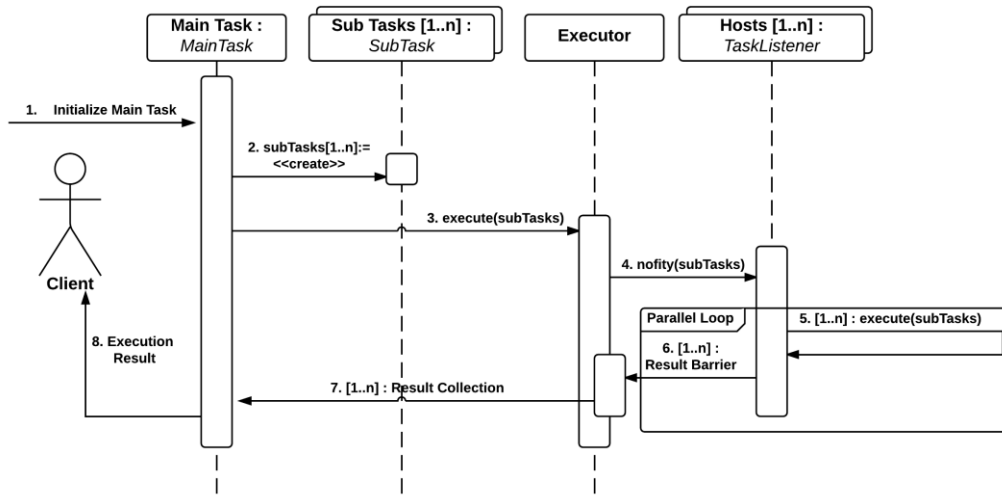 Main Task :
MainTask
Sub Tasks [1..n] :
SubTask
Executor
Hosts [1..n] :
TaskListener
1. Initialize Main Task
2. subTasks[1..n]:=
<<create>>
3. execute(subTasks)
4. nofity(subTasks)
Client
Parallel Loop
5. [1..n] : execute(subTasks)
6. [1..n] :
Result Barrier
7. [1..n] : Result Collection
8. Execution
Result